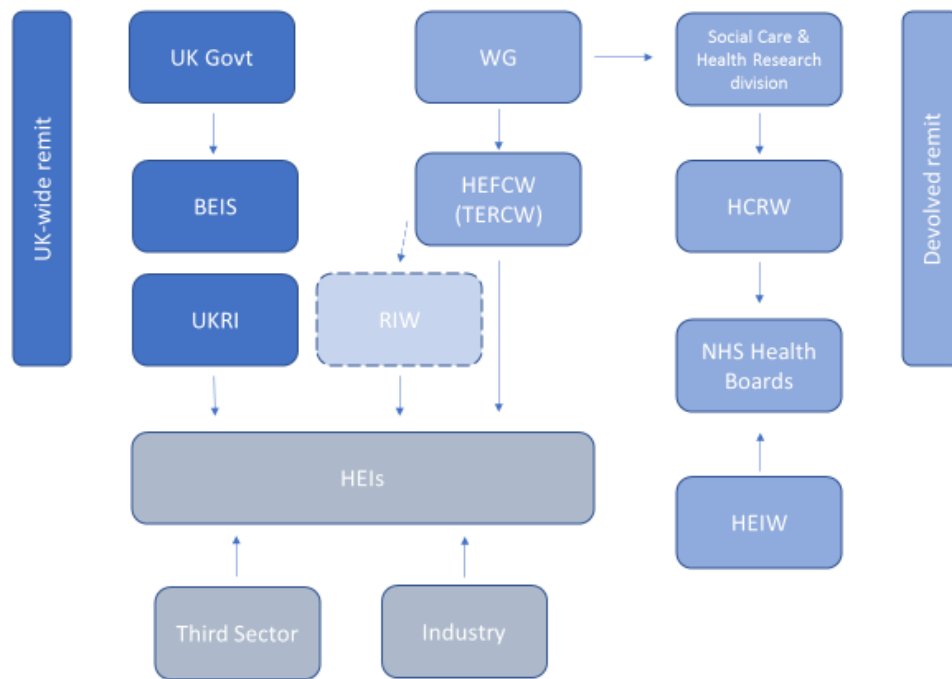 UK-wide remit
UK Govt
WG
Social Care &
Health Research
division
Devolved remit
BEIS
HEFCW
(TERCW)
HCRW
UKRI
RIW
NHS Health
Boards
HEIs
HEIW
Third Sector
Industry